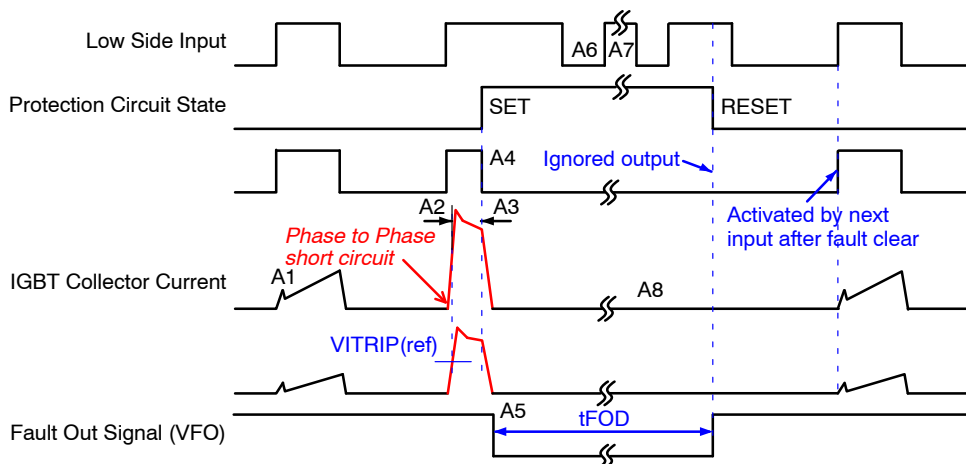 Low Side Input
A6
A7
Protection Circuit State
SET
RESET
A4
Ignored output
A2
A3
Activated by next
input after fault clear
Phase to Phase
short circuit
A1
IGBT Collector Current
A8
VITRIP(ref)
A5
tFOD
Fault Out Signal (VFO)